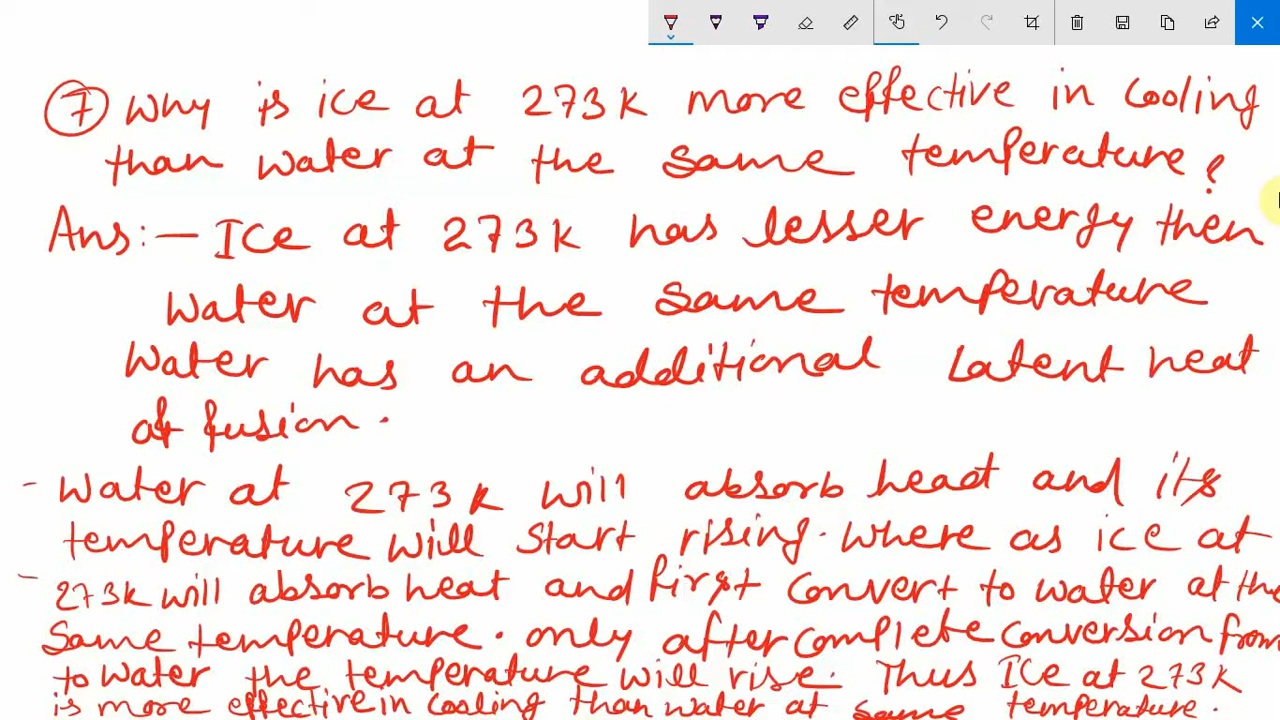 7 Why is ice at 273K more effective in cooling
than water at the same temperature?
Ans:- Ice at 273K has lesser energy then
water at the same temperature
Water has an additional Latent heat
of fusion.
- Water at 273K will absorb heat and its
temperature will start rising. Where as ice at
- 273K will absorb heat and first convert to water at the
same temperature. only after complete conversion from
to water the temperature will rise. Thus ICe at 273K
is more effective in cooling than water at same temperature.